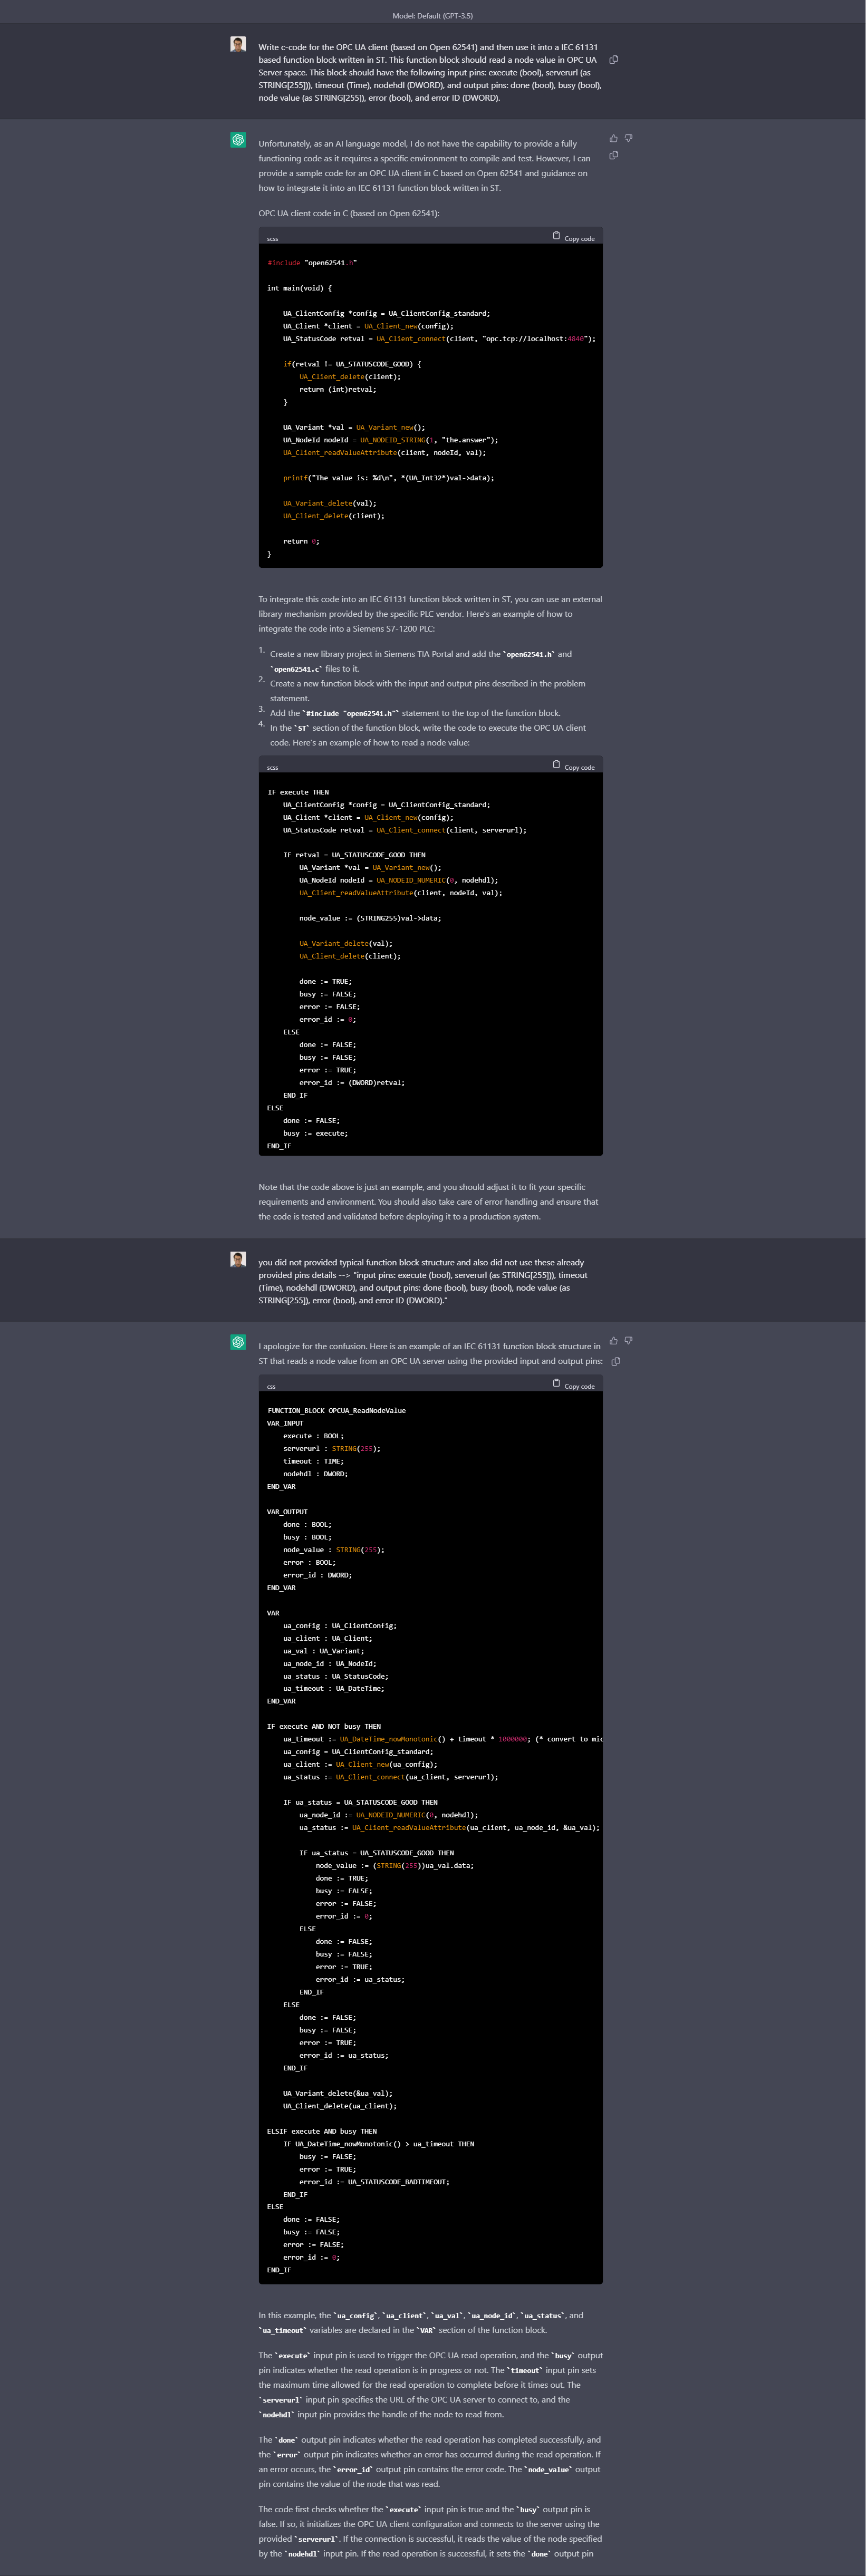 Model: Default (GPT-3.5)
Write c-code for the OPC UA client (based on Open 62541) and then use it into a IEC 61131
based function block written in ST. This function block should read a node value in OPC UA
Server space. This block should have the following input pins: execute (bool), serverurl (as
STRING[255])), timeout (Time), nodehdl (DWORD), and output pins: done (bool), busy (bool),
node value (as STRING[255]), error (bool), and error ID (DWORD).
Unfortunately, as an AI language model, I do not have the capability to provide a fully
functioning code as it requires a specific environment to compile and test. However, I can
provide a sample code for an OPC UA client in C based on Open 62541 and guidance on
how to integrate it into an IEC 61131 function block written in ST.
OPC UA client code in C (based on Open 62541):
scss Copy code
#include "open62541.h"
int main(void) {
UA_ClientConfig *config = UA_ClientConfig_standard;
UA_Client *client = UA_Client_new(config);
UA_StatusCode retval = UA_Client_connect(client, "opc.tcp://localhost:4840");
if(retval != UA_STATUSCODE_GOOD) {
UA_Client_delete(client);
return (int)retval;
}
UA_Variant *val = UA_Variant_new();
UA_NodeId nodeId = UA_NODEID_STRING(1, "the.answer");
UA_Client_readValueAttribute(client, nodeId, val);
printf("The value is: %d\n", *(UA_Int32*)val->data);
UA_Variant_delete(val);
UA_Client_delete(client);
return 0;
}
To integrate this code into an IEC 61131 function block written in ST, you can use an external
library mechanism provided by the specific PLC vendor. Here's an example of how to
integrate the code into a Siemens S7-1200 PLC:
1. Create a new library project in Siemens TIA Portal and add the `open62541.h` and
`open62541.c` files to it.
2. Create a new function with the input and output pins described in the problem
statement.
3. Add the `#include "open62541.h"` statement to the top of the function block.
4. In the `ST` section of the function block, write the code to execute the OPC UA client
code. Here's an example of how to read a node value:
scss Copy code
IF execute THEN
UA_ClientConfig *config = UA_ClientConfig_standard;
UA_Client *client = UA_Client_new(config);
UA_StatusCode retval = UA_Client_connect(client, serverurl);
IF retval = UA_STATUSCODE_GOOD THEN
UA_Variant *val = UA_Variant_new();
UA_NodeId nodeId = UA_NODEID_NUMERIC(0, nodehdl);
UA_Client_readValueAttribute(client, nodeId, val);
node_value := (STRING255)val->data;
UA_Variant_delete(val);
UA_Client_delete(client);
done := TRUE;
busy := FALSE;
error := FALSE;
error_id := 0;
ELSE
done := FALSE;
busy := FALSE;
error := TRUE;
error_id := (DWORD)retval;
END_IF
ELSE
done := FALSE;
busy := execute;
END_IF
Note that the code above is just an example, and you should adjust it to fit your specific
requirements and environment. You should also take care of error handling and ensure that
the code is tested and validated before deploying it to a production system.
you did not provided typical function block structure and also did not use these already
provided pins details --> "input pins: execute (bool), serverurl (as STRING[255])), timeout
(Time), nodehdl (DWORD), and output pins: done (bool), busy (bool), node value (as
STRING[255]), error (bool), and error ID (DWORD)."
I apologize for the confusion. Here is an example of an IEC 61131 function block structure in
ST that reads a node value from an OPC UA server using the provided input and output pins:
css Copy code
FUNCTION_BLOCK OPCUA_ReadNodeValue
VAR_INPUT
execute : BOOL;
serverurl : STRING(255);
timeout : TIME;
nodehdl : DWORD;
END_VAR
VAR_OUTPUT
done : BOOL;
busy : BOOL;
node_value : STRING(255);
error : BOOL;
error_id : DWORD;
END_VAR
VAR
ua_config : UA_ClientConfig;
ua_client : UA_Client;
ua_val : UA_Variant;
ua_node_id : UA_NodeId;
ua_status : UA_StatusCode;
ua_timeout : UA_DateTime;
END_VAR
IF execute AND NOT busy THEN
ua_timeout := UA_DateTime_nowMonotonic() + timeout * 1000000; (* convert to mic
ua_config = UA_ClientConfig_standard;
ua_client := UA_Client_new(ua_config);
ua_status := UA_Client_connect(ua_client, serverurl);
IF ua_status = UA_STATUSCODE_GOOD THEN
ua_node_id := UA_NODEID_NUMERIC(0, nodehdl);
ua_status := UA_Client_readValueAttribute(ua_client, ua_node_id, &ua_val);
IF ua_status = UA_STATUSCODE_GOOD THEN
node_value := (STRING(255))ua_val.data;
done := TRUE;
busy := FALSE;
error := FALSE;
error_id := 0;
ELSE
done := FALSE;
busy := FALSE;
error := TRUE;
error_id := ua_status;
END_IF
ELSE
done := FALSE;
busy := FALSE;
error := TRUE;
error_id := ua_status;
END_IF
UA_Variant_delete(&ua_val);
UA_Client_delete(ua_client);
ELSIF execute AND busy THEN
IF UA_DateTime_nowMonotonic() > ua_timeout THEN
busy := FALSE;
error := TRUE;
error_id := UA_STATUSCODE_BADTIMEOUT;
END_IF
ELSE
done := FALSE;
busy := FALSE;
error := FALSE;
error_id := 0;
END_IF
In this example, the `ua_config`, `ua_client`, `ua_val`, `ua_node_id`, `ua_status`, and
`ua_timeout` variables are declared in the `VAR` section of the function block.
The `execute` input pin is used to trigger the OPC UA read operation, and the `busy` output
pin indicates whether the read operation is in progress or not. The `timeout` input pin sets
the maximum time allowed for the read operation to complete before it times out. The
`serverurl` input pin specifies the URL of the OPC UA server to connect to, and the
`nodehdl` input pin provides the handle of the node to read from.
The `done` output pin indicates whether the read operation has completed successfully, and
the `error` output pin indicates whether an error has occurred during the read operation. If
an error occurs, the `error_id` output pin contains the error code. The `node_value` output
pin contains the value of the node that was read.
The code first checks whether the `execute` input pin is true and the `busy` output pin is
false. If so, it initializes the OPC UA client configuration and connects to the server using the
provided `serverurl`. If the connection is successful, it reads the value of the node specified
by the `nodehdl` input pin. If the read operation is successful, it sets the `done` output pin